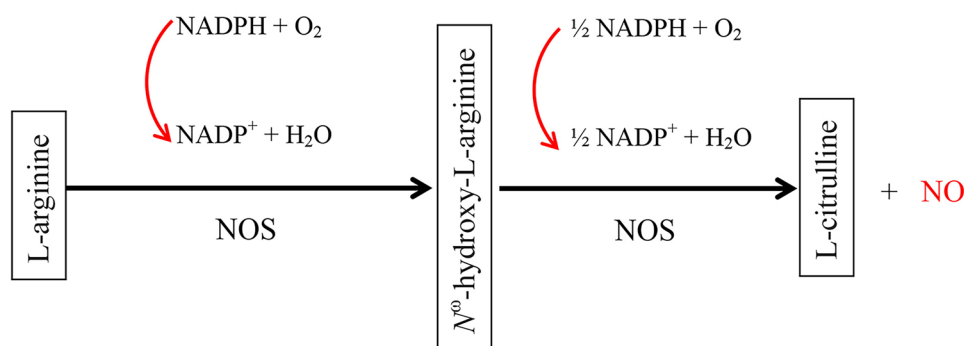 NADPH + O₂
½ NADPH + O₂
NADP⁺ + H₂O
½ NADP⁺ + H₂O
L-arginine
NOS
Nᵚ-hydroxy-L-arginine
NOS
L-citrulline
+ NO